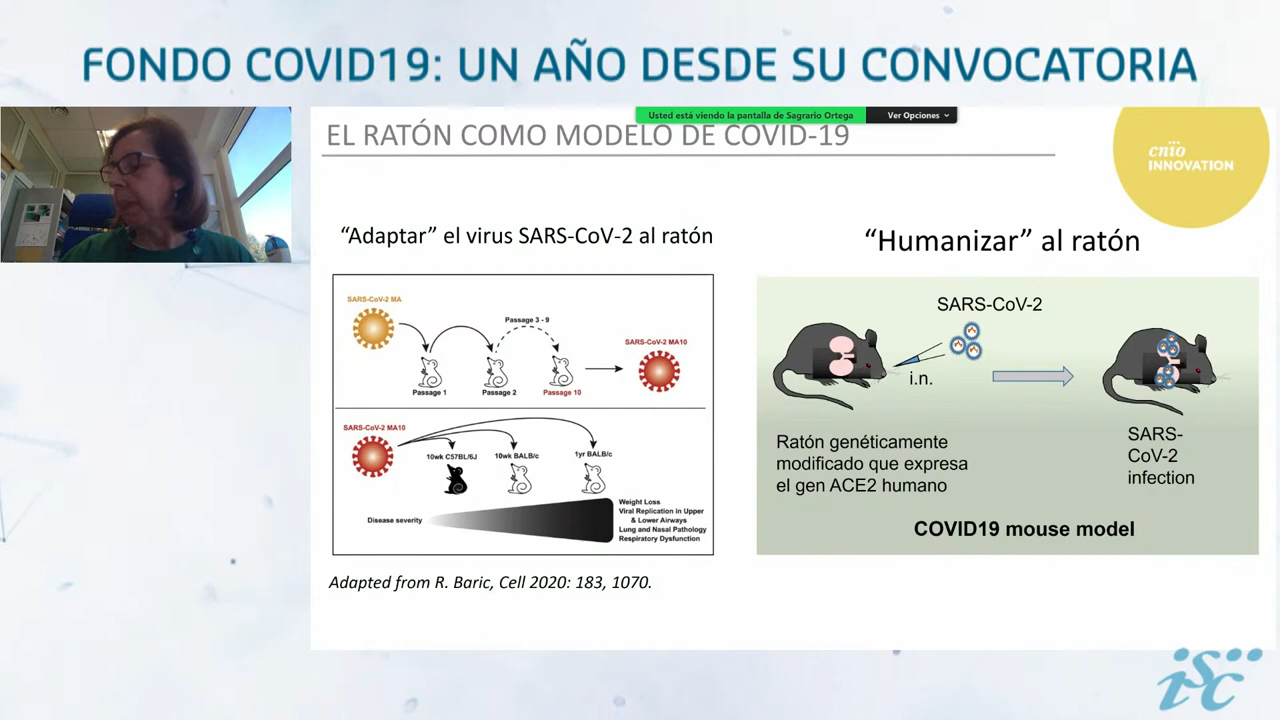 FONDO COVID19: UN AÑO DESDE SU CONVOCATORIA
Usted está viendo la pantalla de Sagrario Ortega
Ver Opciones
EL RATÓN COMO MODELO DE COVID-19
cnio
INNOVATION
“Adaptar” el virus SARS-CoV-2 al ratón
“Humanizar” al ratón
SARS-CoV-2 MA
Passage 3 - 9
SARS-CoV-2 MA10
Passage 1
Passage 2
Passage 10
SARS-CoV-2 MA10
10wk C57BL/6J
10wk BALB/c
1yr BALB/c
Disease severity
Weight Loss
Viral Replication in Upper
& Lower Airways
Lung and Nasal Pathology
Respiratory Dysfunction
SARS-CoV-2
i.n.
Ratón genéticamente
modificado que expresa
el gen ACE2 humano
SARS-
CoV-2
infection
COVID19 mouse model
Adapted from R. Baric, Cell 2020: 183, 1070.
isc